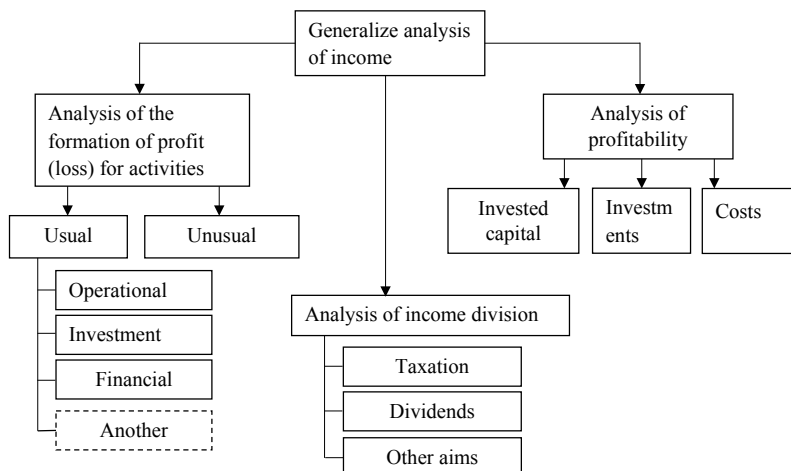 Generalize analysis
of income
Analysis of the
formation of profit
(loss) for activities
Analysis of
profitability
Usual
Unusual
Invested
capital
Investm
ents
Costs
Operational
Investment
Financial
Another
Analysis of income division
Taxation
Dividends
Other aims